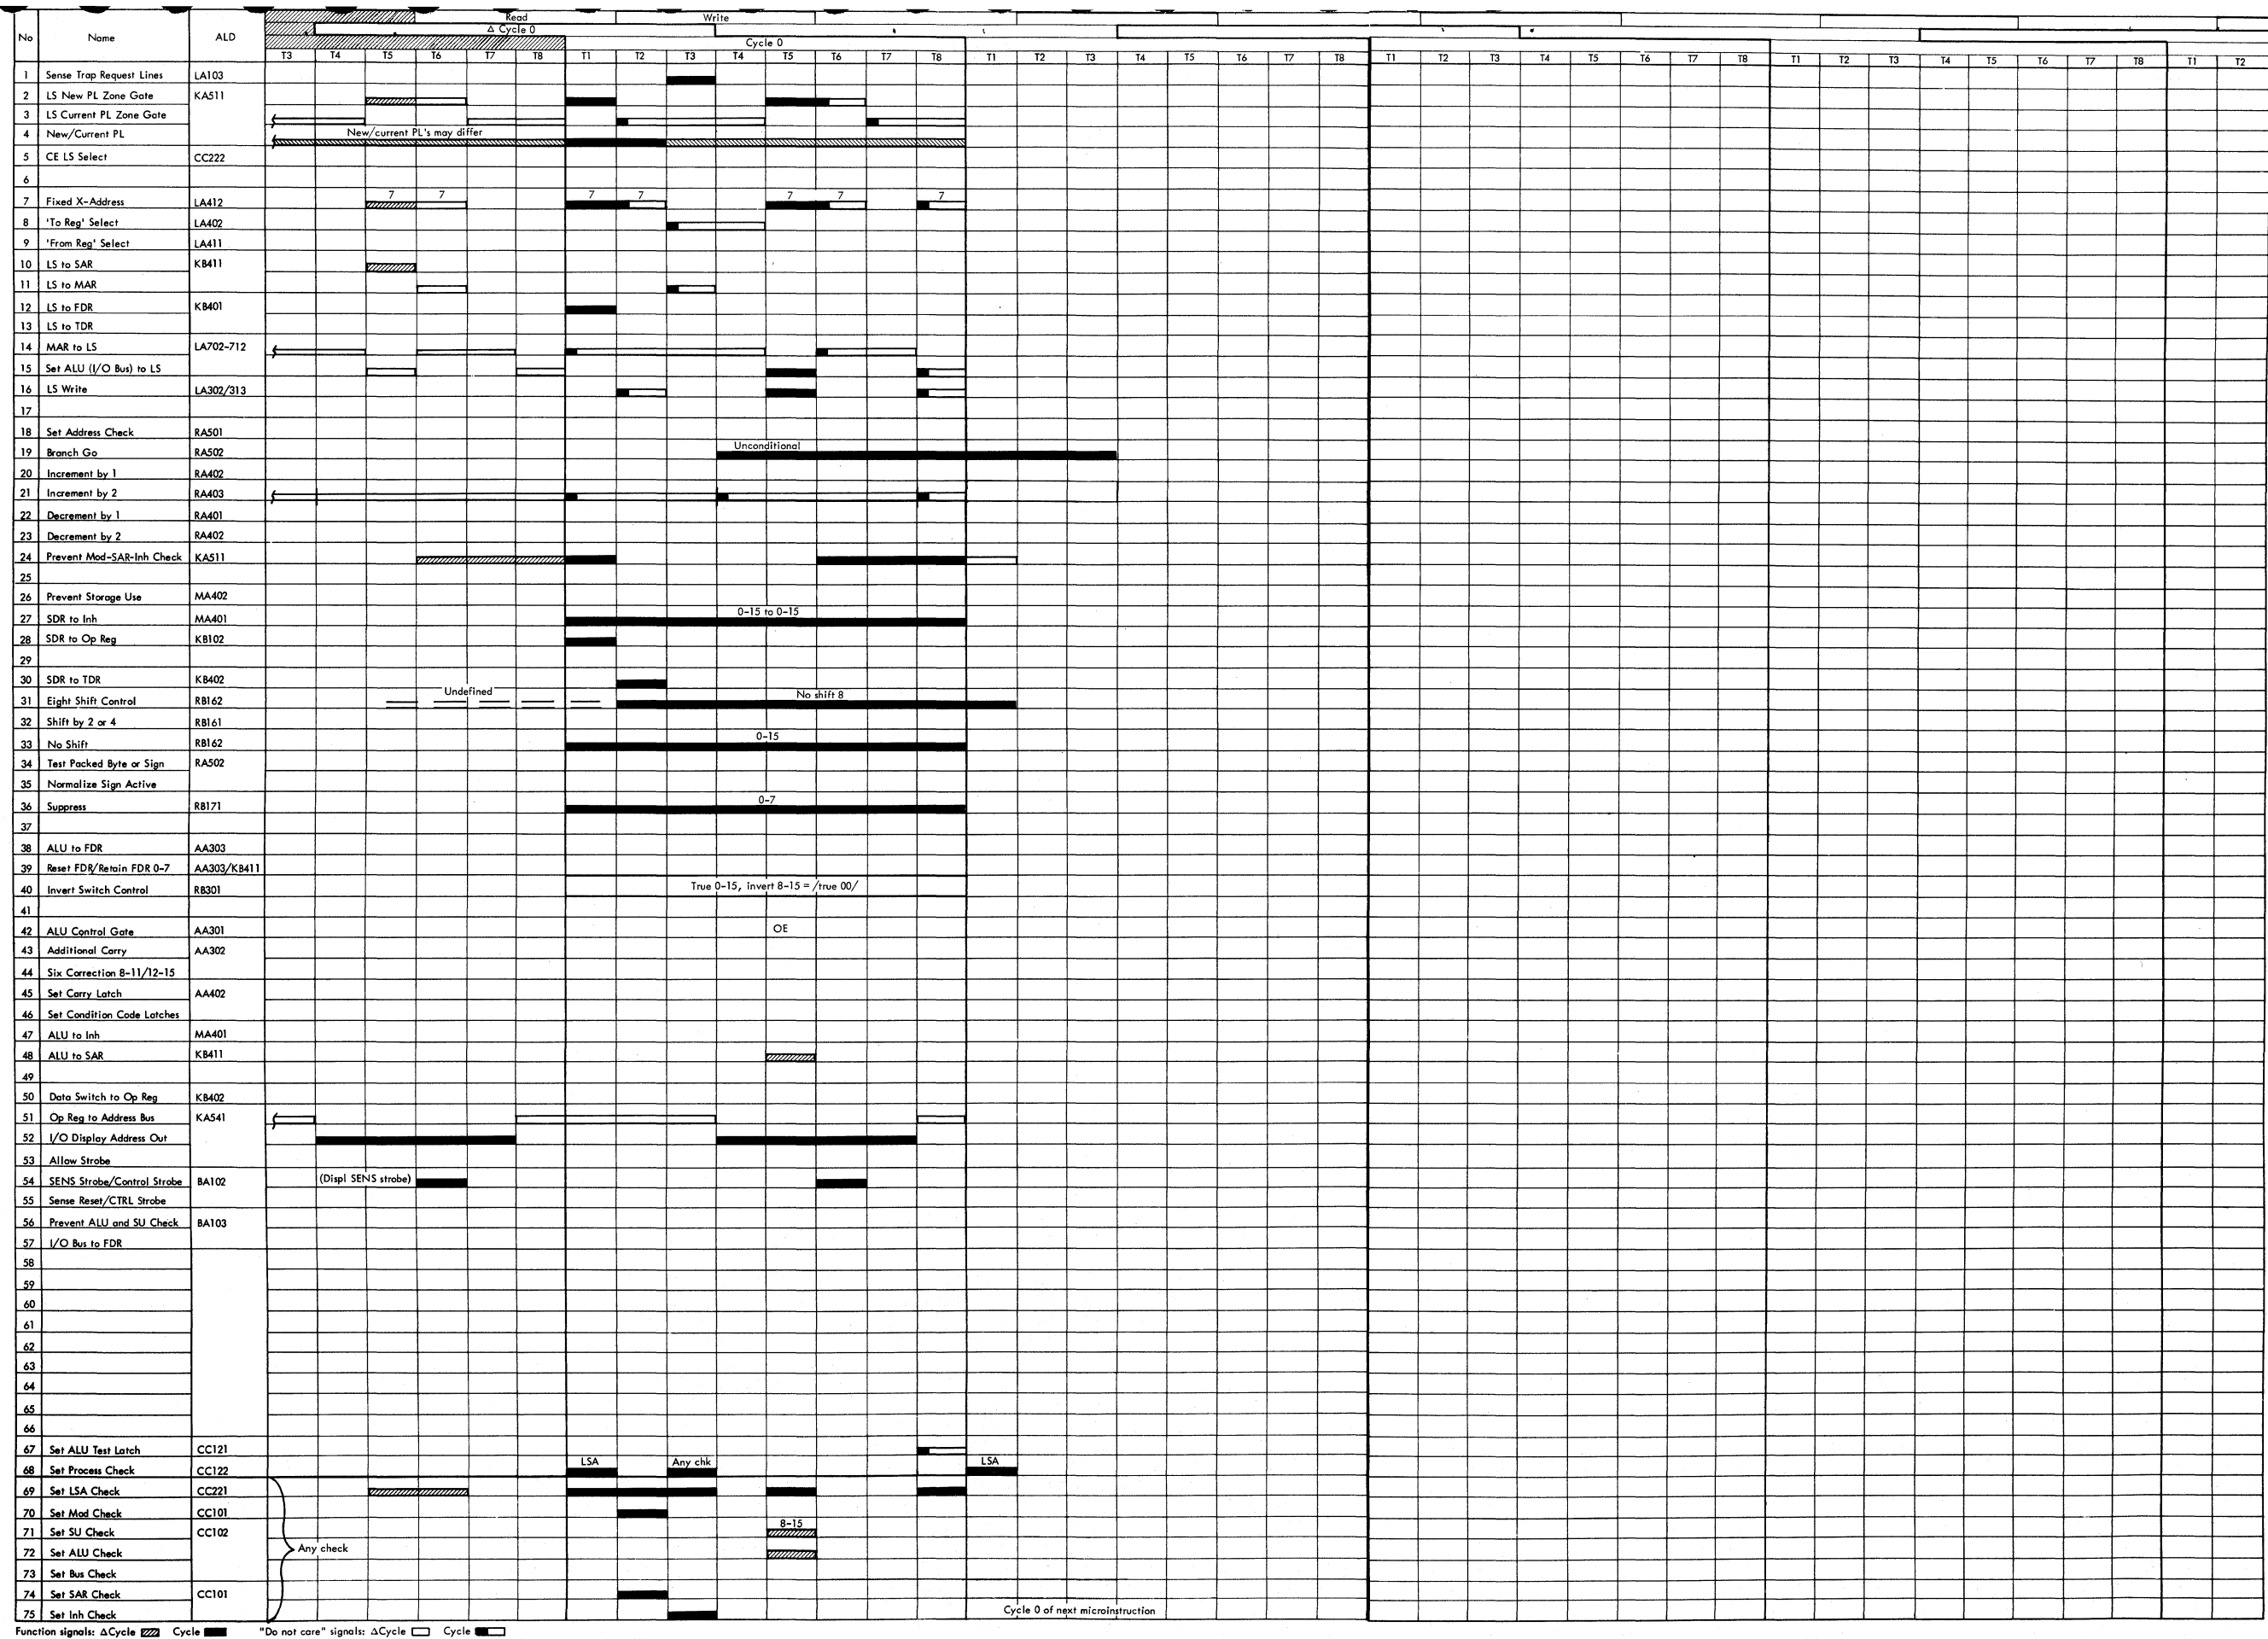 Read Write
No Name ALD Δ Cycle 0
Cycle 0
T3 T4 T5 T6 T7 T8 T1 T2 T3 T4 T5 T6 T7 T8 T1 T2 T3 T4 T5 T6 T7 T8 T1 T2 T3 T4 T5 T6 T7 T8 T1 T2 T3 T4 T5 T6 T7 T8 T1 T2
1 Sense Trap Request Lines LA103
2 LS New PL Zone Gate KA511
3 LS Current PL Zone Gate
4 New/Current PL New/current PL's may differ
5 CE LS Select CC222
6
7 7 7 7 7 7 7
7 Fixed X-Address LA412
8 'To Reg' Select LA402
9 'From Reg' Select LA411
10 LS to SAR KB411
11 LS to MAR
12 LS to FDR KB401
13 LS to TDR
14 MAR to LS LA702-712
15 Set ALU (I/O Bus) to LS
16 LS Write LA302/313
17
18 Set Address Check RA501
Unconditional
19 Branch Go RA502
20 Increment by 1 RA402
21 Increment by 2 RA403
22 Decrement by 1 RA401
23 Decrement by 2 RA402
24 Prevent Mod-SAR-Inh Check KA511
25
26 Prevent Storage Use MA402
0-15 to 0-15
27 SDR to Inh MA401
28 SDR to Op Reg KB102
29
30 SDR to TDR KB402
Undefined No shift 8
31 Eight Shift Control RB162
32 Shift by 2 or 4 RB161
0-15
33 No Shift RB162
34 Test Packed Byte or Sign RA502
35 Normalize Sign Active
0-7
36 Suppress RB171
37
38 ALU to FDR AA303
39 Reset FDR/Retain FDR 0-7 AA303/KB411
40 Invert Switch Control RB301 True 0-15, invert 8-15 = /true 00/
41
42 ALU Control Gate AA301 OE
43 Additional Carry AA302
44 Six Correction 8-11/12-15
45 Set Carry Latch AA402
46 Set Condition Code Latches
47 ALU to Inh MA401
48 ALU to SAR KB411
49
50 Data Switch to Op Reg KB402
51 Op Reg to Address Bus KA541
52 I/O Display Address Out
53 Allow Strobe
54 SENS Strobe/Control Strobe BA102 (Displ SENS strobe)
55 Sense Reset/CTRL Strobe
56 Prevent ALU and SU Check BA103
57 I/O Bus to FDR
58
59
60
61
62
63
64
65
66
67 Set ALU Test Latch CC121
LSA Any chk LSA
68 Set Process Check CC122
69 Set LSA Check CC221
70 Set Mod Check CC101
8-15
71 Set SU Check CC102
72 Set ALU Check Any check
73 Set Bus Check
74 Set SAR Check CC101
75 Set Inh Check Cycle 0 of next microinstruction
Function signals: ΔCycle Cycle "Do not care" signals: ΔCycle Cycle